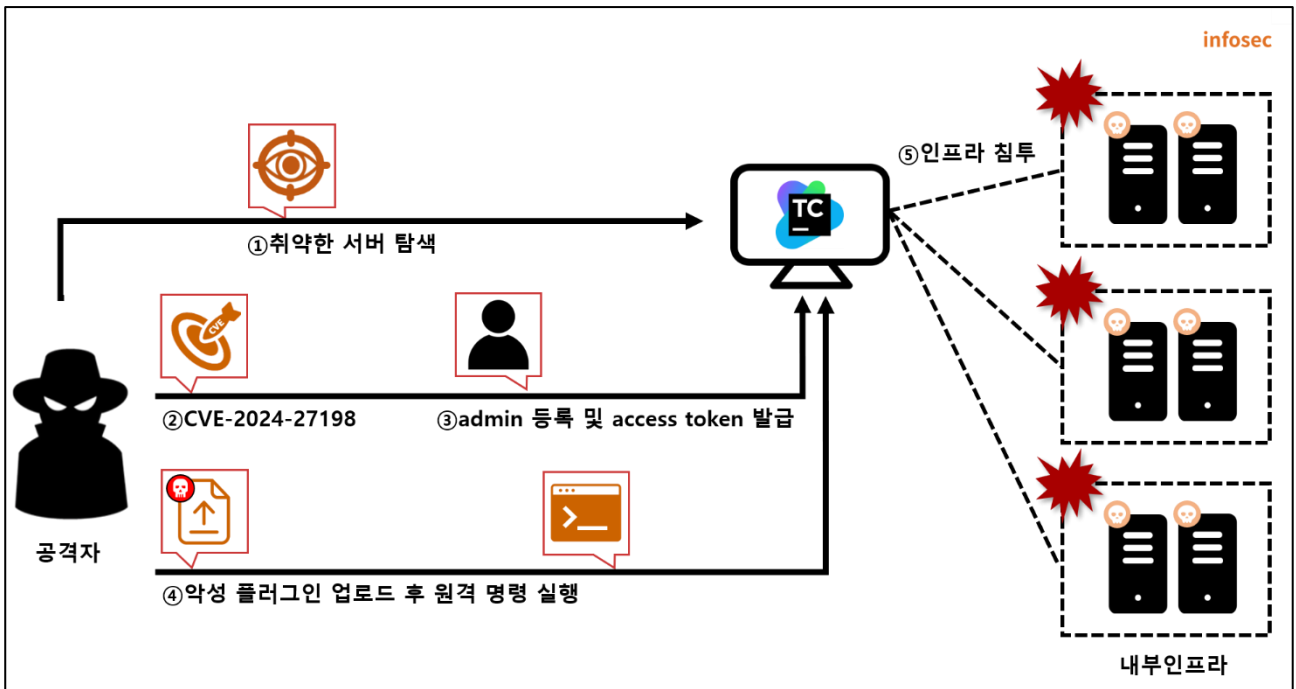 infosec
⑤인프라 침투
TC
①취약한 서버 탐색
CVE
②CVE-2024-27198
③admin 등록 및 access token 발급
공격자
④악성 플러그인 업로드 후 원격 명령 실행
내부인프라